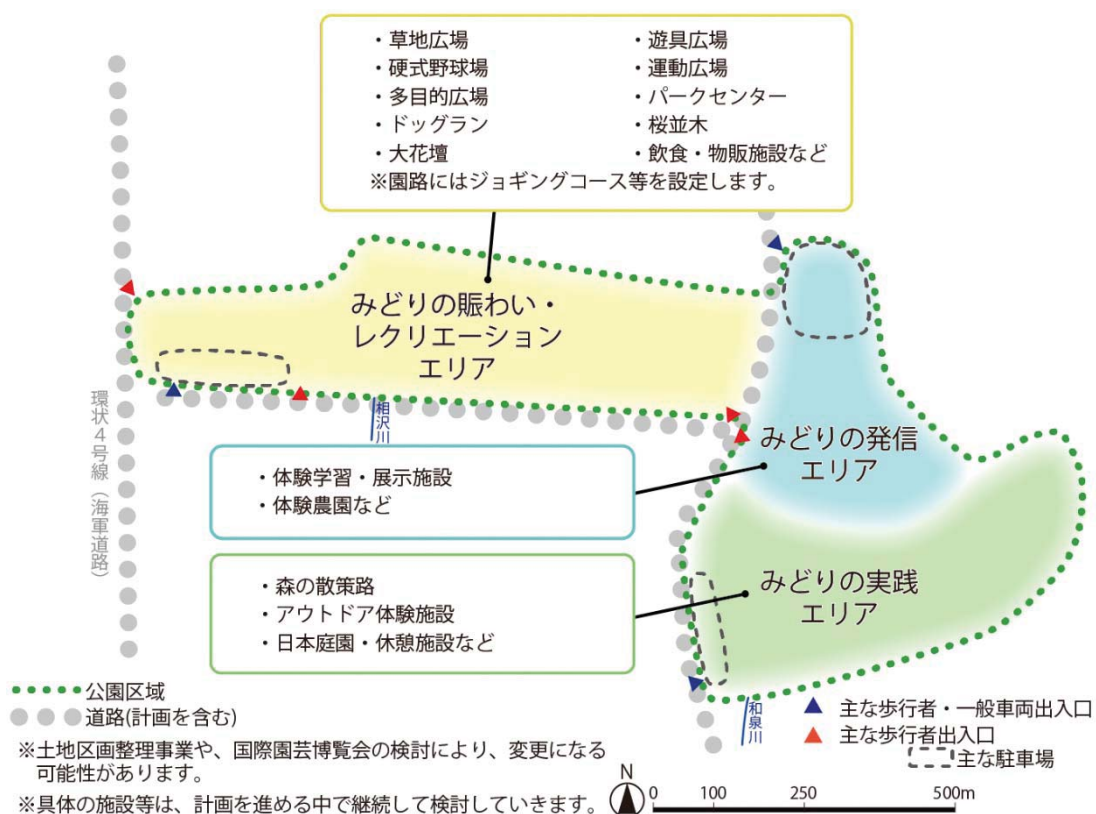 ・草地広場
・硬式野球場
・多目的広場
・ドッグラン
・大花壇
・遊具広場
・運動広場
・パークセンター
・桜並木
・飲食・物販施設など
※園路にはジョギングコース等を設定します。
みどりの賑わい・
レクリエーション
エリア
環状4号線（海軍道路）
相沢川
みどりの発信
エリア
・体験学習・展示施設
・体験農園など
・森の散策路
・アウトドア体験施設
・日本庭園・休憩施設など
みどりの実践
エリア
和泉川
公園区域
道路(計画を含む)
※土地区画整理事業や、国際園芸博覧会の検討により、変更になる
可能性があります。
※具体の施設等は、計画を進める中で継続して検討していきます。
主な歩行者・一般車両出入口
主な歩行者出入口
主な駐車場
N
0 100 250 500m